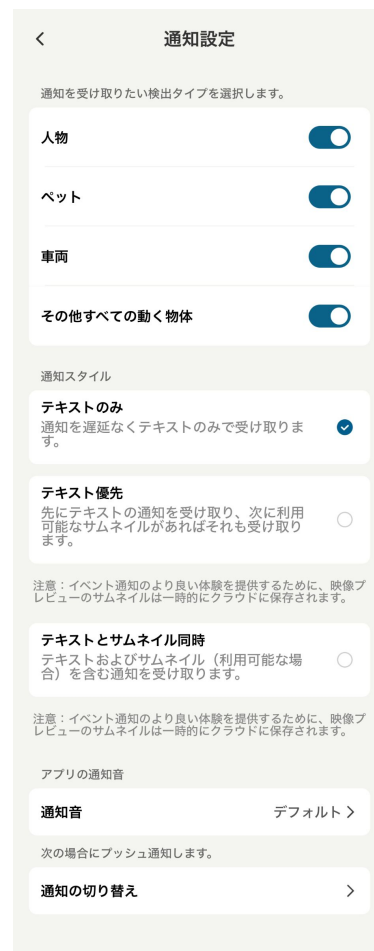 通知設定
通知を受け取りたい検出タイプを選択します。
人物
ペット
車両
その他すべての動く物体
通知スタイル
テキストのみ
通知を遅延なくテキストのみで受け取りま
す。
テキスト優先
先にテキストの通知を受け取り、次に利用
可能なサムネイルがあればそれも受け取り
ます。
注意：イベント通知のより良い体験を提供するために、映像プ
レビューのサムネイルは一時的にクラウドに保存されます。
テキストとサムネイル同時
テキストおよびサムネイル（利用可能な場
合）を含む通知を受け取ります。
注意：イベント通知のより良い体験を提供するために、映像プ
レビューのサムネイルは一時的にクラウドに保存されます。
アプリの通知音
通知音 デフォルト
次の場合にプッシュ通知します。
通知の切り替え